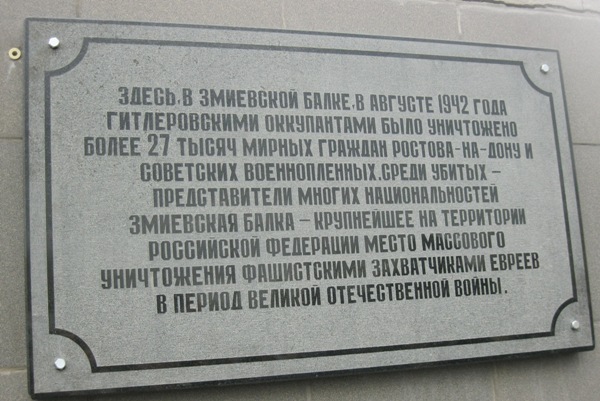 ЗДЕСЬ, В ЗМИЕВСКОЙ БАЛКЕ, В АВГУСТЕ 1942 ГОДА
ГИТЛЕРОВСКИМИ ОККУПАНТАМИ БЫЛО УНИЧТОЖЕНО
БОЛЕЕ 27 ТЫСЯЧ МИРНЫХ ГРАЖДАН РОСТОВА-НА-ДОНУ И
СОВЕТСКИХ ВОЕННОПЛЕННЫХ.СРЕДИ УБИТЫХ –
ПРЕДСТАВИТЕЛИ МНОГИХ НАЦИОНАЛЬНОСТЕЙ
ЗМИЕВСКАЯ БАЛКА – КРУПНЕЙШЕЕ НА ТЕРРИТОРИИ
РОССИЙСКОЙ ФЕДЕРАЦИИ МЕСТО МАССОВОГО
УНИЧТОЖЕНИЯ ФАШИСТСКИМИ ЗАХВАТЧИКАМИ ЕВРЕЕВ
В ПЕРИОД ВЕЛИКОЙ ОТЕЧЕСТВЕННОЙ ВОЙНЫ.